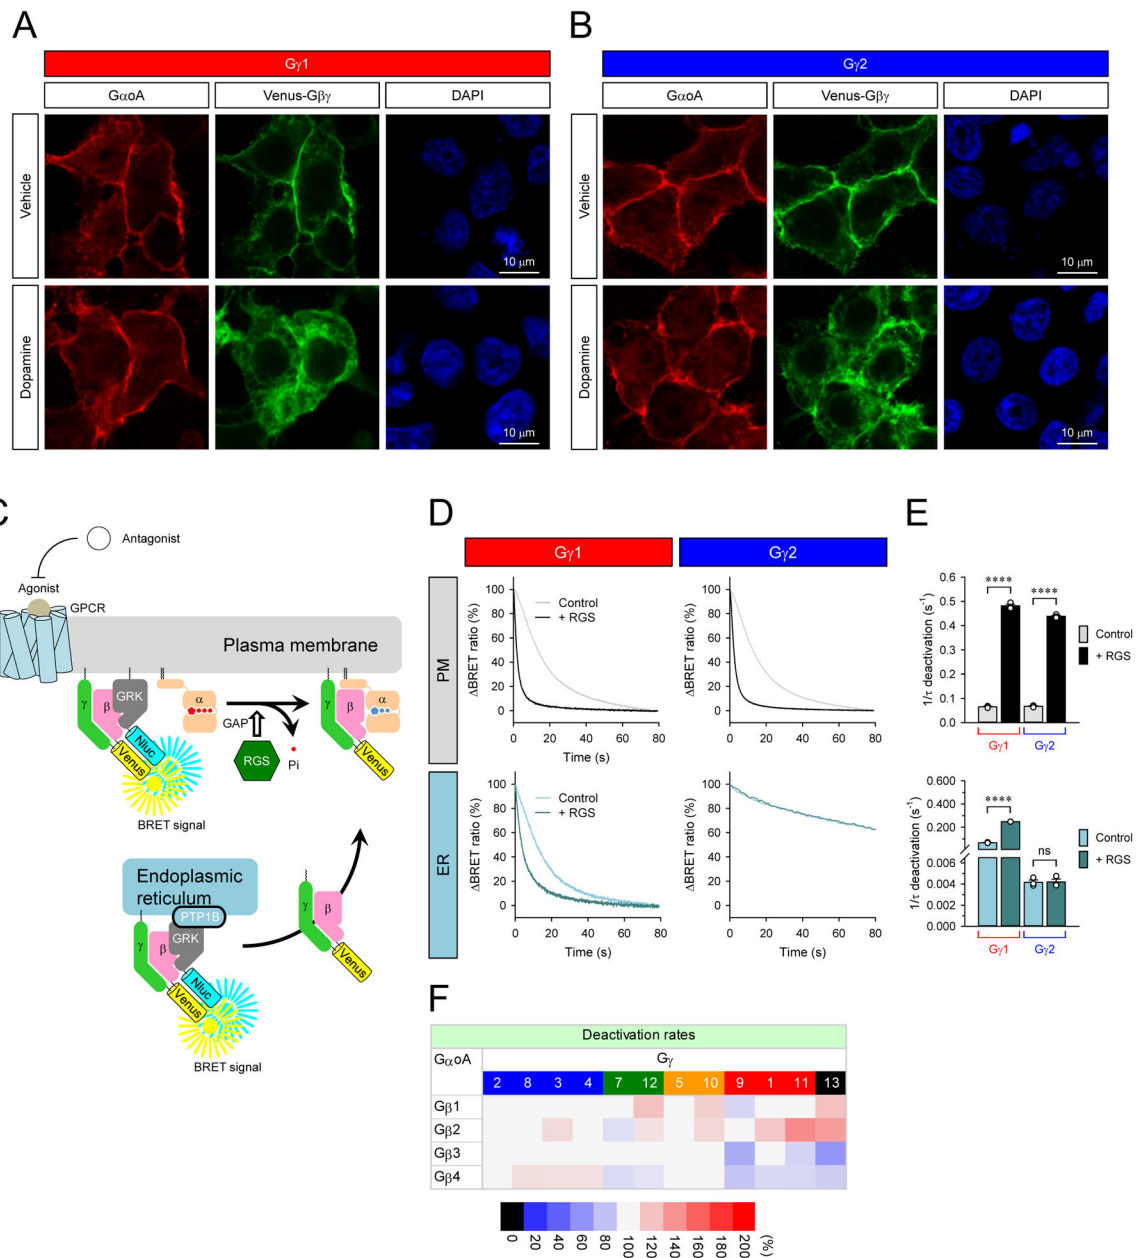 A
B
Gγ1
Gγ2
GαoA
Venus-Gβγ
DAPI
GαoA
Venus-Gβγ
DAPI
Vehicle
10 μm
Vehicle
10 μm
Dopamine
10 μm
Dopamine
10 μm
C
Antagonist
Agonist
GPCR
Plasma membrane
γ
β
GRK
α
GAP
RGS
Pi
Nluc
Venus
BRET signal
γ
β
α
Venus
Endoplasmic
reticulum
PTP1B
γ
β
GRK
Nluc
Venus
BRET signal
γ
β
Venus
D
Gγ1
Gγ2
PM
ΔBRET ratio (%)
100
80
60
40
20
0
Control
+ RGS
0 20 40 60 80
Time (s)
ΔBRET ratio (%)
100
80
60
40
20
0
Control
+ RGS
0 20 40 60 80
Time (s)
ER
ΔBRET ratio (%)
100
80
60
40
20
0
Control
+ RGS
0 20 40 60 80
Time (s)
ΔBRET ratio (%)
100
80
60
40
20
0
0 20 40 60 80
Time (s)
E
1/τ deactivation (s⁻¹)
0.6
0.5
0.4
0.3
0.2
0.1
0.0
****
****
Control
+ RGS
Gγ1
Gγ2
1/τ deactivation (s⁻¹)
0.600
0.400
0.200
0.006
0.004
0.002
0.000
****
ns
Control
+ RGS
Gγ1
Gγ2
F
Deactivation rates
GαoA
Gγ
2 8 3 4 7 12 5 10 9 1 11 13
Gβ1
Gβ2
Gβ3
Gβ4
0 20 40 60 80 100 120 140 160 180 200 (%)